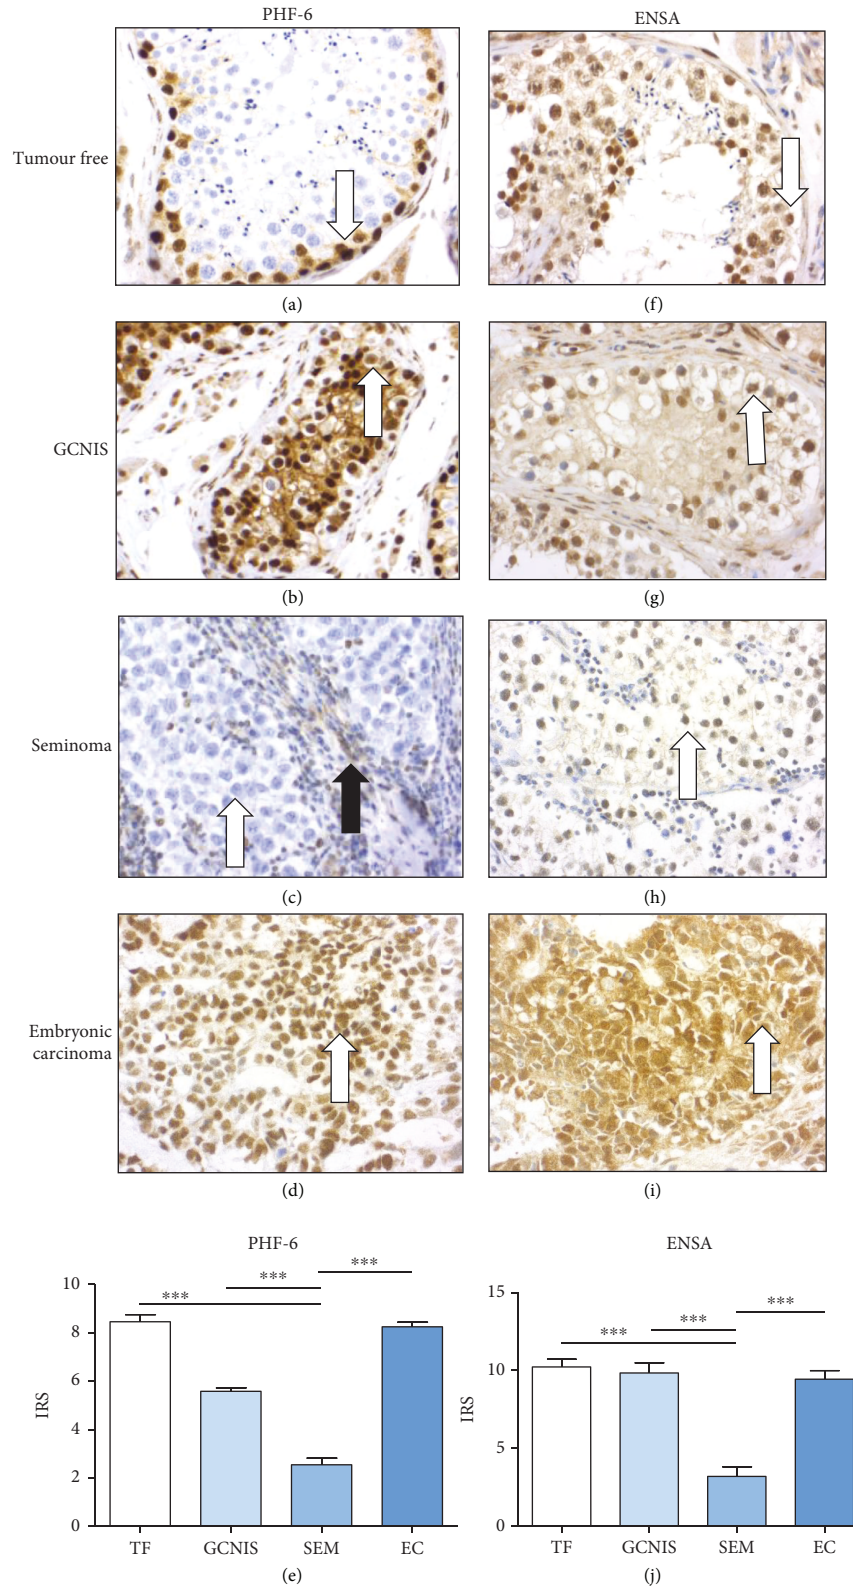 PHF-6
ENSA
Tumour free
(a)
(f)
GCNIS
(b)
(g)
Seminoma
(c)
(h)
Embryonic
carcinoma
(d)
(i)
PHF-6
***
***
***
10
8
6
4
2
0
IRS
TF
GCNIS
SEM
EC
(e)
ENSA
***
***
***
15
10
5
0
IRS
TF
GCNIS
SEM
EC
(j)